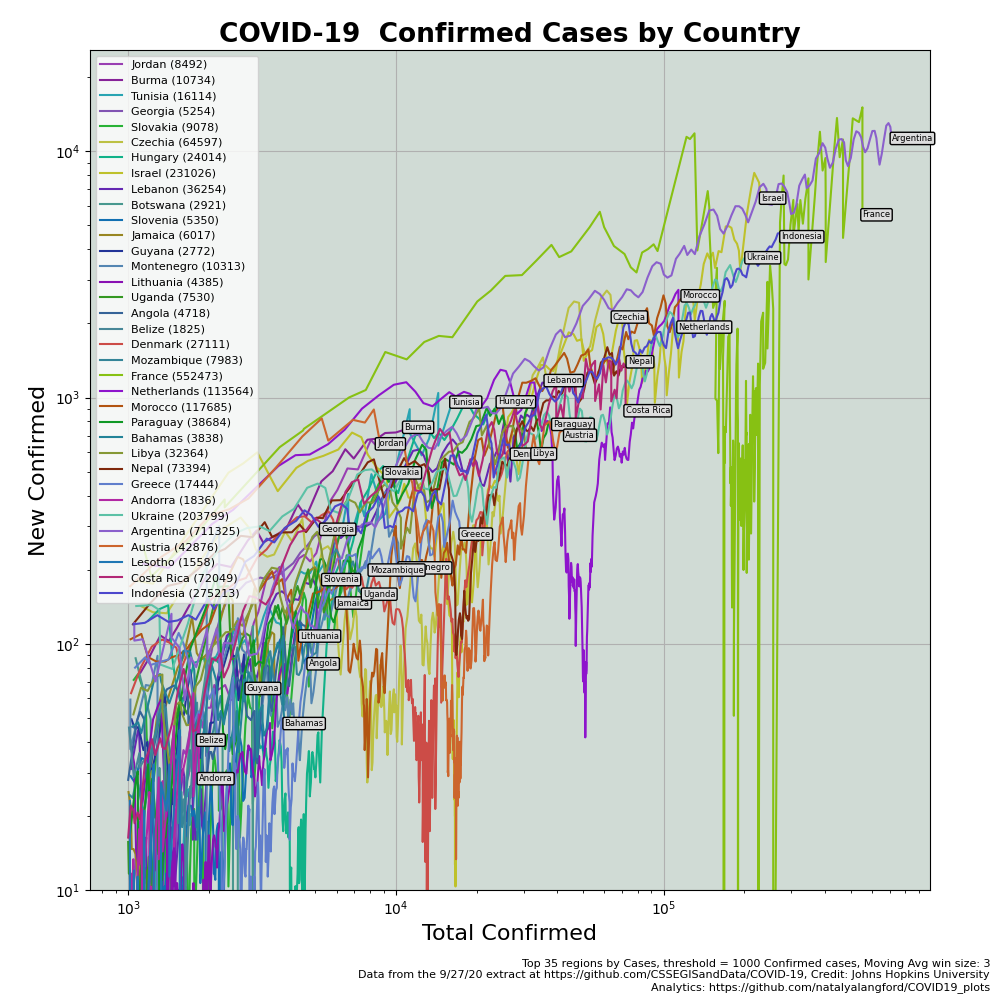 COVID-19  Confirmed Cases by Country
Jordan (8492)
Burma (10734)
Tunisia (16114)
Georgia (5254)
Slovakia (9078)
Czechia (64597)
Hungary (24014)
Israel (231026)
Lebanon (36254)
Botswana (2921)
Slovenia (5350)
Jamaica (6017)
Guyana (2772)
Montenegro (10313)
Lithuania (4385)
Uganda (7530)
Angola (4718)
Belize (1825)
Denmark (27111)
Mozambique (7983)
France (552473)
Netherlands (113564)
Morocco (117685)
Paraguay (38684)
Bahamas (3838)
Libya (32364)
Nepal (73394)
Greece (17444)
Andorra (1836)
Ukraine (203799)
Argentina (711325)
Austria (42876)
Lesotho (1558)
Costa Rica (72049)
Indonesia (275213)
Argentina
Israel
France
Indonesia
Ukraine
Morocco
Czechia
Netherlands
Nepal
Lebanon
Tunisia
Hungary
Costa Rica
Burma
Paraguay
Austria
Jordan
Den
Libya
Slovakia
Georgia
Greece
Mozambique
negro
Slovenia
Uganda
Jamaica
Lithuania
Angola
Guyana
Bahamas
Belize
Andorra
10⁴
10³
10²
10¹
New Confirmed
10³
10⁴
10⁵
Total Confirmed
Top 35 regions by Cases, threshold = 1000 Confirmed cases, Moving Avg win size: 3
Data from the 9/27/20 extract at https://github.com/CSSEGISandData/COVID-19, Credit: Johns Hopkins University
Analytics: https://github.com/natalyalangford/COVID19_plots